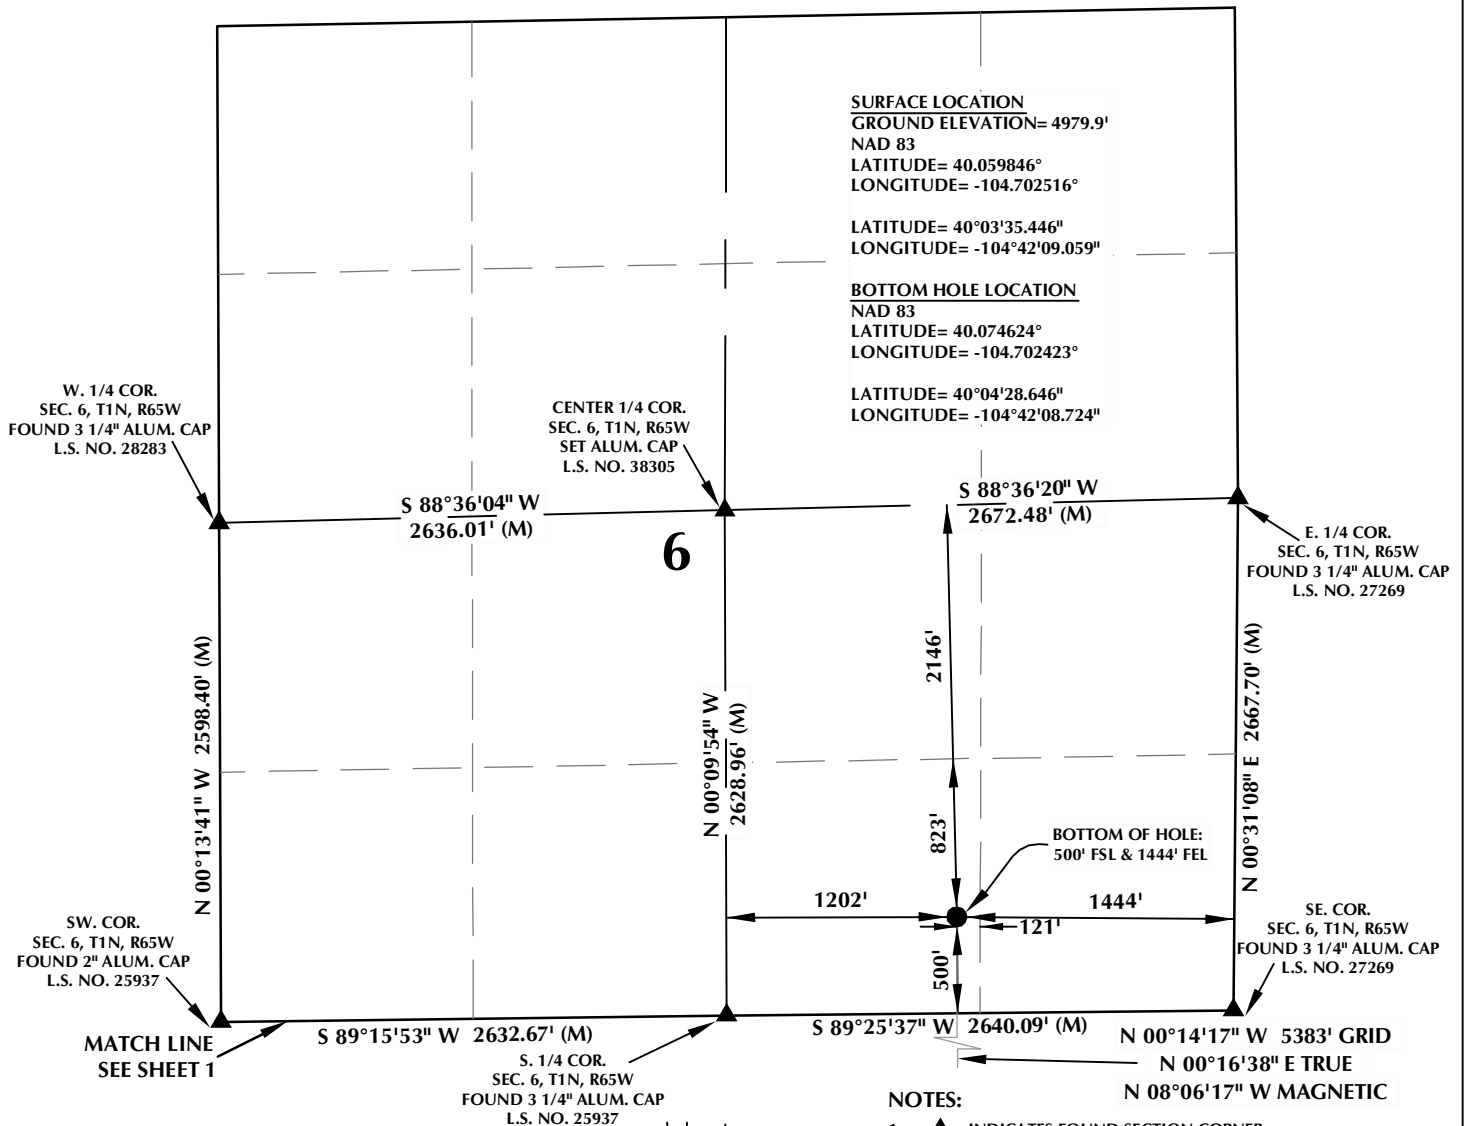 SURFACE LOCATION
GROUND ELEVATION= 4979.9'
NAD 83
LATITUDE= 40.059846°
LONGITUDE= -104.702516°
LATITUDE= 40°03'35.446"
LONGITUDE= -104°42'09.059"
BOTTOM HOLE LOCATION
NAD 83
LATITUDE= 40.074624°
LONGITUDE= -104.702423°
LATITUDE= 40°04'28.646"
LONGITUDE= -104°42'08.724"
W. 1/4 COR.
SEC. 6, T1N, R65W
FOUND 3 1/4" ALUM. CAP
L.S. NO. 28283
CENTER 1/4 COR.
SEC. 6, T1N, R65W
SET ALUM. CAP
L.S. NO. 38305
S 88°36'04" W
2636.01' (M)
S 88°36'20" W
2672.48' (M)
E. 1/4 COR.
SEC. 6, T1N, R65W
FOUND 3 1/4" ALUM. CAP
L.S. NO. 27269
6
N 00°13'41" W 2598.40' (M)
N 00°09'54" W
2628.96' (M)
2146'
823'
N 00°31'08" E 2667.70' (M)
BOTTOM OF HOLE:
500' FSL & 1444' FEL
1202'
1444'
121'
500'
SW. COR.
SEC. 6, T1N, R65W
FOUND 2" ALUM. CAP
L.S. NO. 25937
SE. COR.
SEC. 6, T1N, R65W
FOUND 3 1/4" ALUM. CAP
L.S. NO. 27269
MATCH LINE
SEE SHEET 1
S 89°15'53" W 2632.67' (M)
S 89°25'37" W 2640.09' (M)
S. 1/4 COR.
SEC. 6, T1N, R65W
FOUND 3 1/4" ALUM. CAP
L.S. NO. 25937
N 00°14'17" W 5383' GRID
N 00°16'38" E TRUE
N 08°06'17" W MAGNETIC
NOTES:
INDICATES FOUND SECTION CORNER